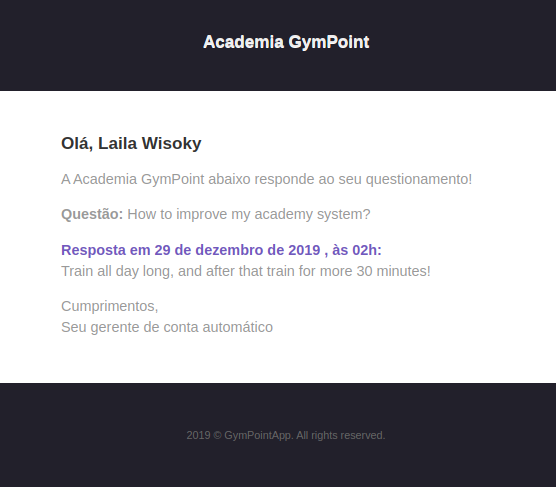 Academia GymPoint
Olá, Laila Wisoky
A Academia GymPoint abaixo responde ao seu questionamento!
Questão: How to improve my academy system?
Resposta em 29 de dezembro de 2019 , às 02h:
Train all day long, and after that train for more 30 minutes!
Cumprimentos,
Seu gerente de conta automático
2019 © GymPointApp. All rights reserved.